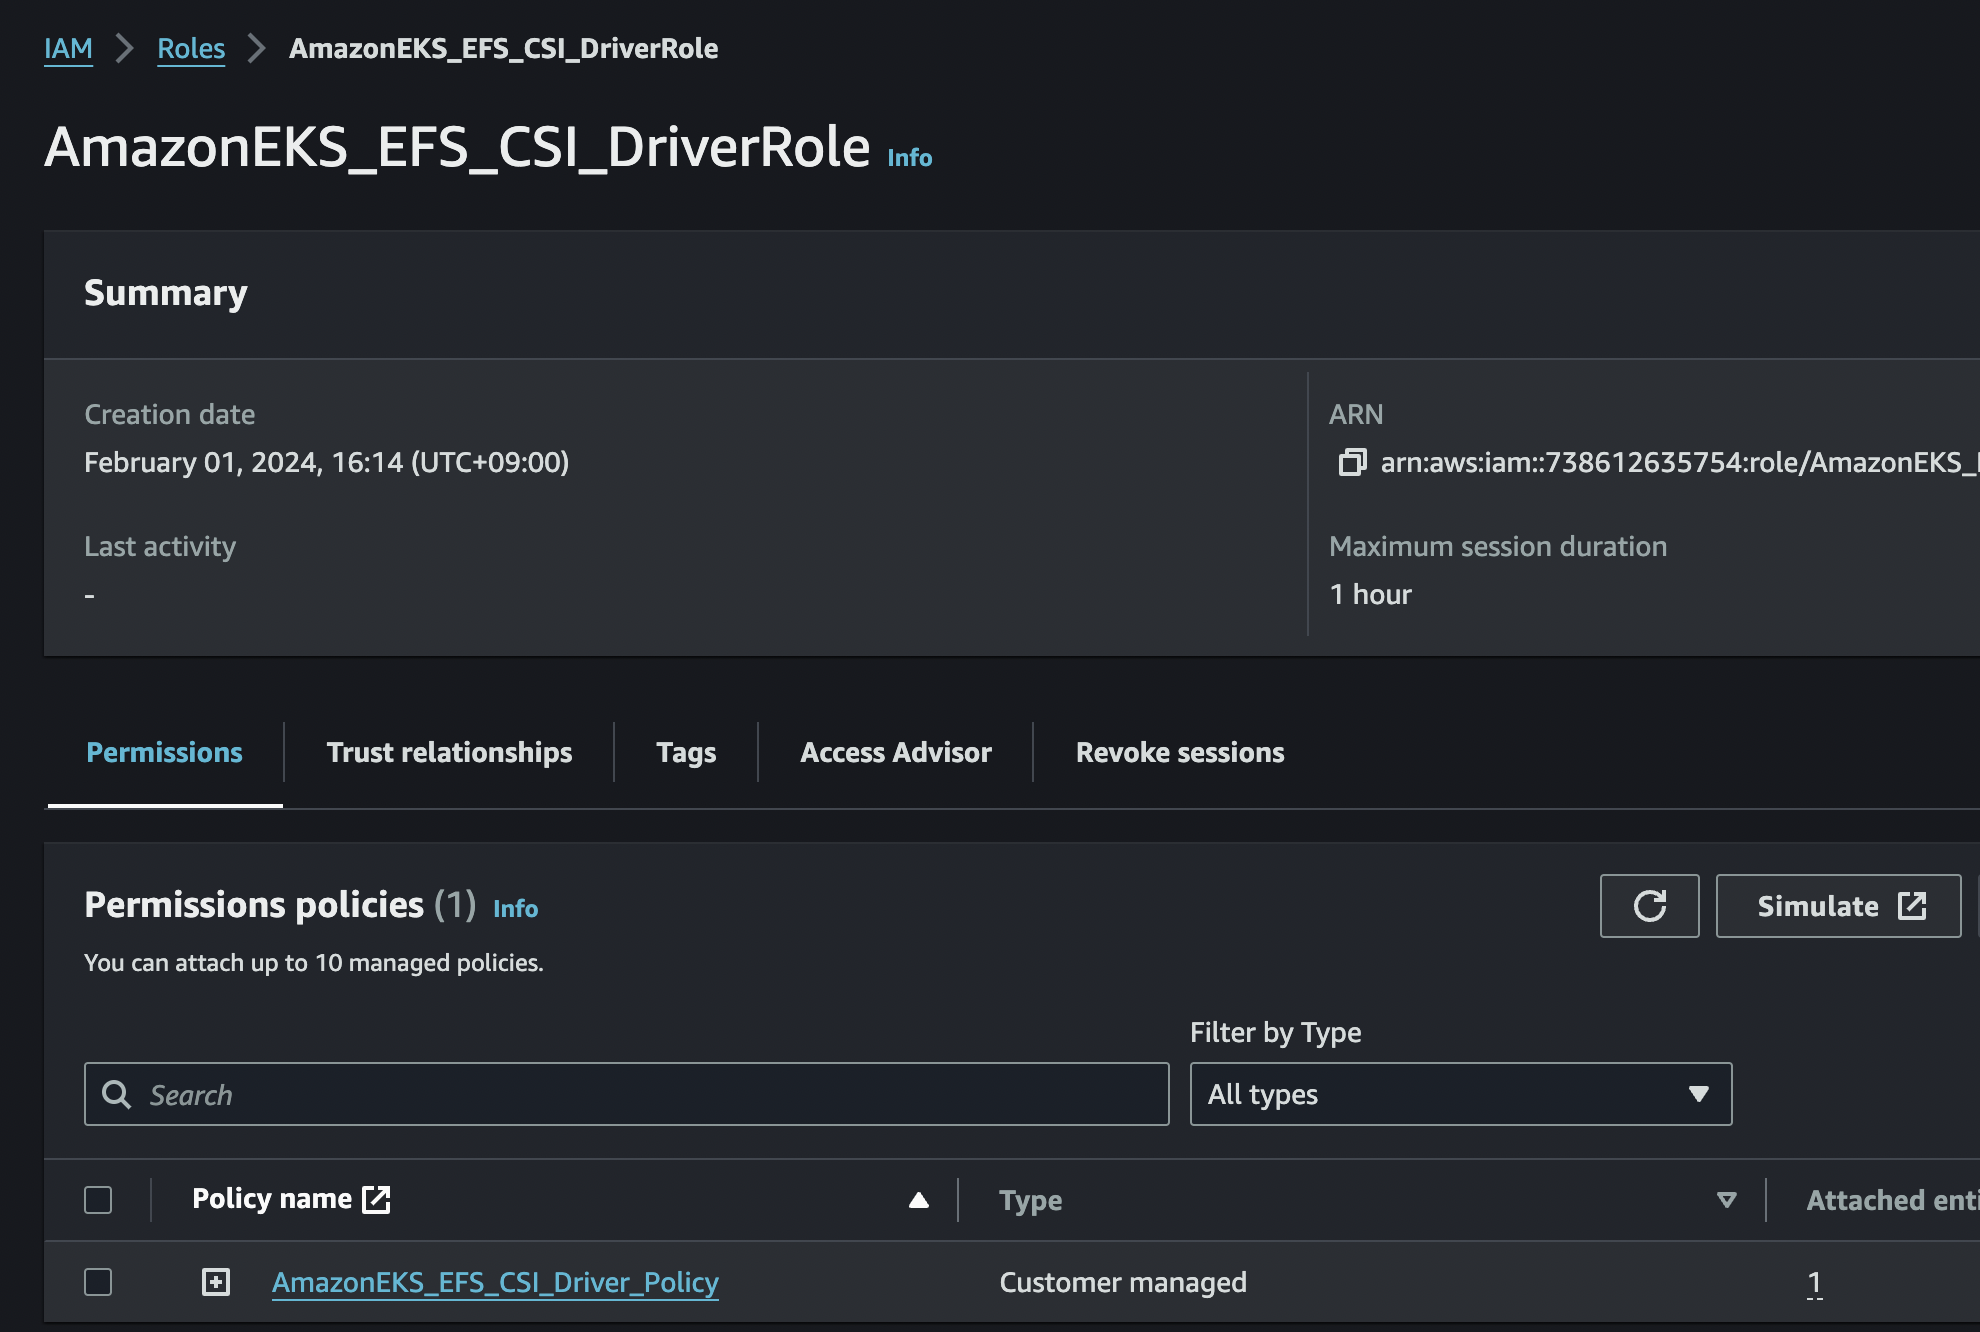 IAM > Roles > AmazonEKS_EFS_CSI_DriverRole
AmazonEKS_EFS_CSI_DriverRole Info
Summary
Creation date
February 01, 2024, 16:14 (UTC+09:00)
ARN
arn:aws:iam::738612635754:role/AmazonEKS_
Last activity
-
Maximum session duration
1 hour
Permissions Trust relationships Tags Access Advisor Revoke sessions
Permissions policies (1) Info
Simulate
You can attach up to 10 managed policies.
Filter by Type
Search
All types
Policy name Type Attached enti
AmazonEKS_EFS_CSI_Driver_Policy Customer managed 1